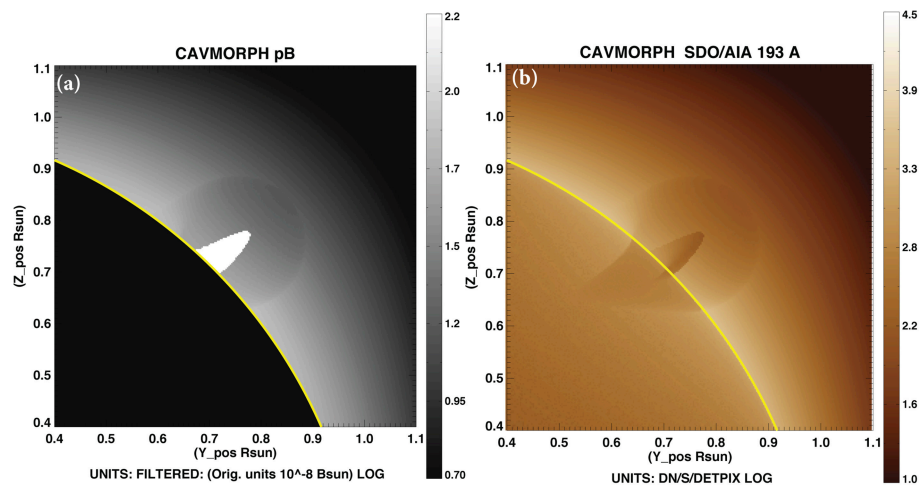 CAVMORPH pB
(a)
1.1
1.0
0.9
0.8
0.7
0.6
0.5
0.4
(Z_pos Rsun)
0.4 0.5 0.6 0.7 0.8 0.9 1.0 1.1
(Y_pos Rsun)
UNITS: FILTERED: (Orig. units 10^-8 Bsun) LOG
2.2
2.0
1.7
1.5
1.2
0.95
0.70
CAVMORPH SDO/AIA 193 A
(b)
1.1
1.0
0.9
0.8
0.7
0.6
0.5
0.4
(Z_pos Rsun)
0.4 0.5 0.6 0.7 0.8 0.9 1.0 1.1
(Y_pos Rsun)
UNITS: DN/S/DETPIX LOG
4.5
3.9
3.4
2.8
2.2
1.6
1.0